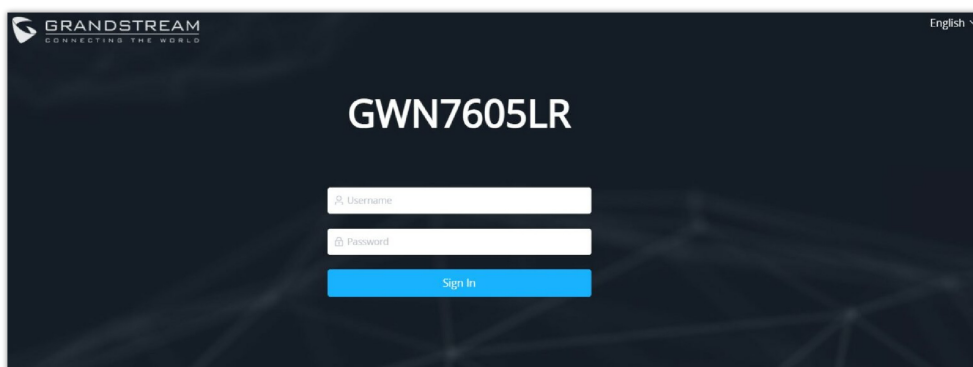 GRANDSTREAM
CONNECTING THE WORLD
English
GWN7605LR
Username
Password
Sign In